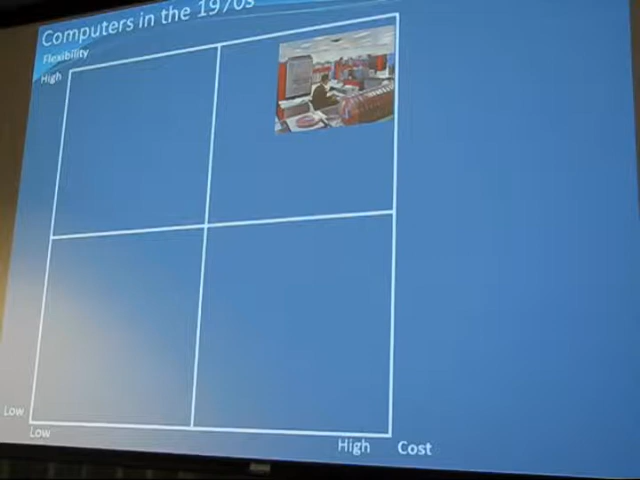 Computers in the 1970s
Flexibility
High
Low
Low
High
Cost